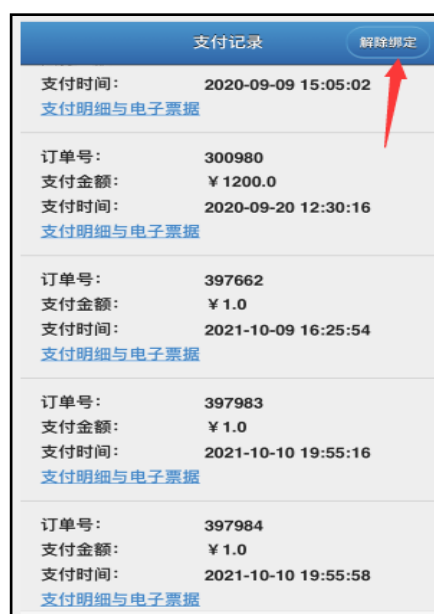 支付记录 解除绑定
支付时间： 2020-09-09 15:05:02
支付明细与电子票据
订单号： 300980
支付金额： ￥1200.0
支付时间： 2020-09-20 12:30:16
支付明细与电子票据
订单号： 397662
支付金额： ￥1.0
支付时间： 2021-10-09 16:25:54
支付明细与电子票据
订单号： 397983
支付金额： ￥1.0
支付时间： 2021-10-10 19:55:16
支付明细与电子票据
订单号： 397984
支付金额： ￥1.0
支付时间： 2021-10-10 19:55:58
支付明细与电子票据